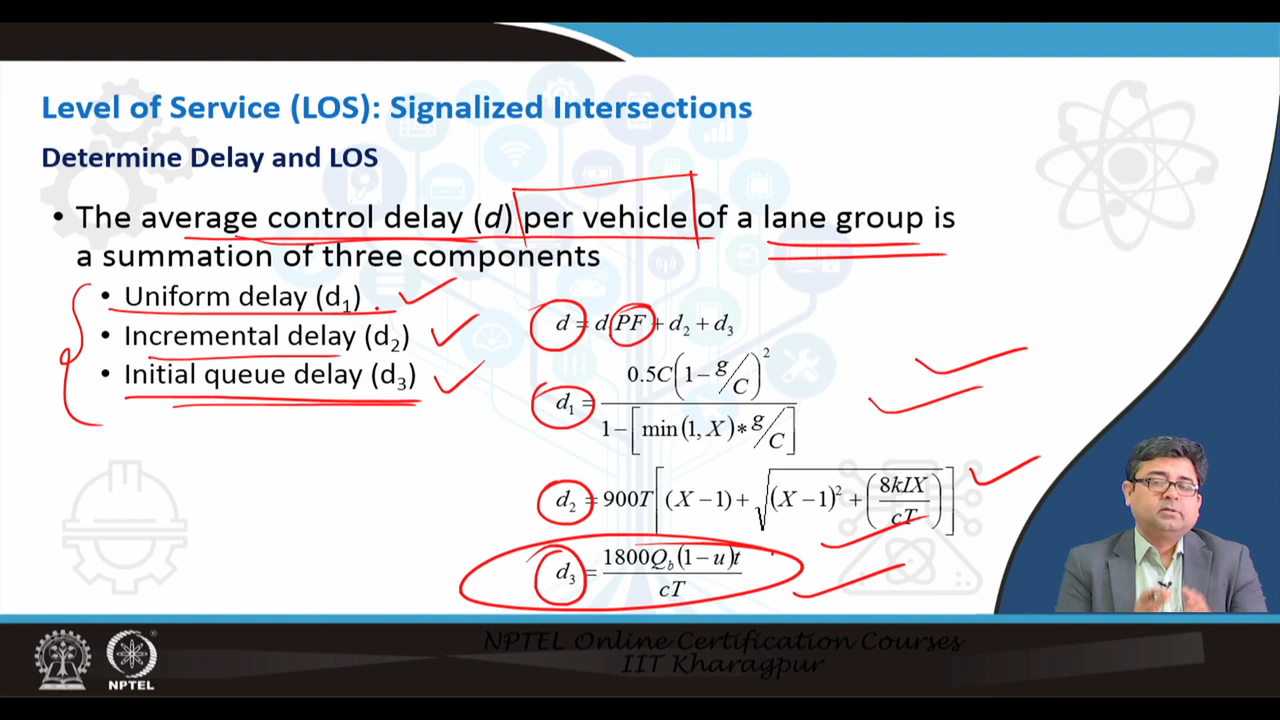 Level of Service (LOS): Signalized Intersections
Determine Delay and LOS
• The average control delay (d) per vehicle of a lane group is
a summation of three components
• Uniform delay (d₁)
• Incremental delay (d₂)
• Initial queue delay (d₃)
d = d₁PF + d₂ + d₃
d₁ = 0.5C(1 − g/C)² / 1 − [min(1, X) * g/C]
d₂ = 900T[(X − 1) + √((X − 1)² + (8kIX / cT))]
d₃ = 1800Q_b(1 − u)t / cT
NPTEL
NPTEL Online Certification Courses
IIT Kharagpur